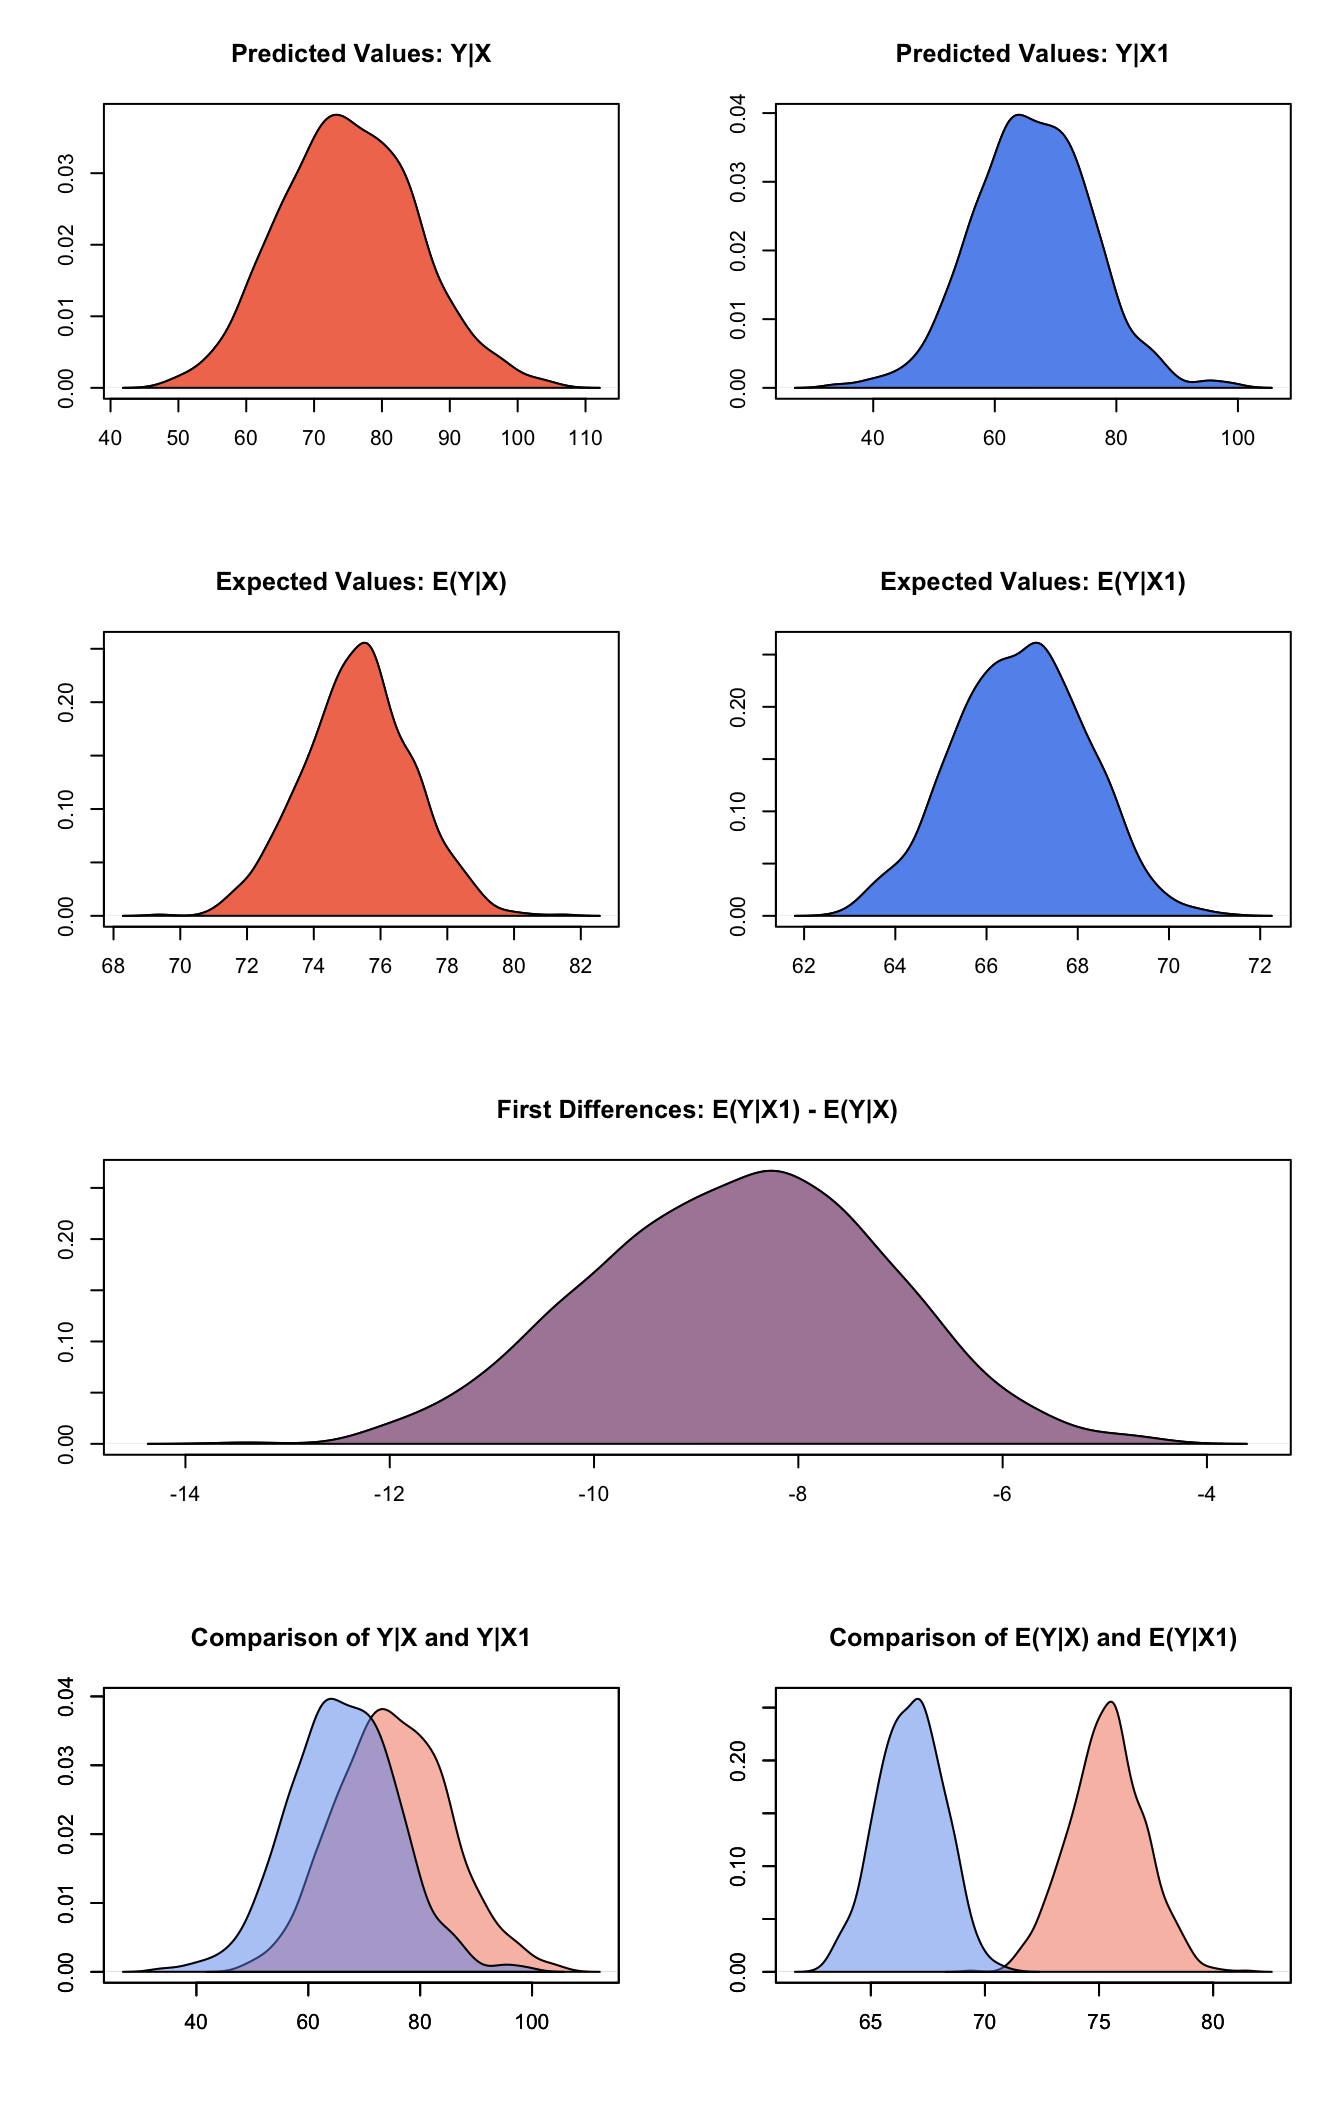 Predicted Values: Y|X
0.00 0.01 0.02 0.03
40 50 60 70 80 90 100 110
Predicted Values: Y|X1
0.00 0.01 0.02 0.03 0.04
40 60 80 100
Expected Values: E(Y|X)
0.00 0.10 0.20
68 70 72 74 76 78 80 82
Expected Values: E(Y|X1)
0.00 0.10 0.20
62 64 66 68 70 72
First Differences: E(Y|X1) - E(Y|X)
0.00 0.10 0.20
-14 -12 -10 -8 -6 -4
Comparison of Y|X and Y|X1
0.00 0.01 0.02 0.03 0.04
40 60 80 100
Comparison of E(Y|X) and E(Y|X1)
0.00 0.10 0.20
65 70 75 80